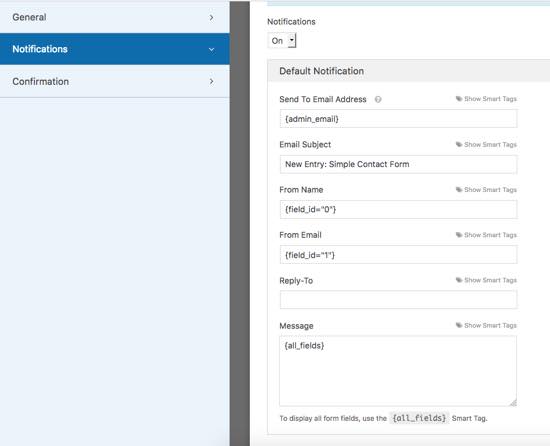 General
Notifications
Confirmation
Notifications
On
Default Notification
Send To Email Address ? Show Smart Tags
{admin_email}
Email Subject Show Smart Tags
New Entry: Simple Contact Form
From Name Show Smart Tags
{field_id="0"}
From Email Show Smart Tags
{field_id="1"}
Reply-To Show Smart Tags
Message Show Smart Tags
{all_fields}
To display all form fields, use the {all_fields} Smart Tag.